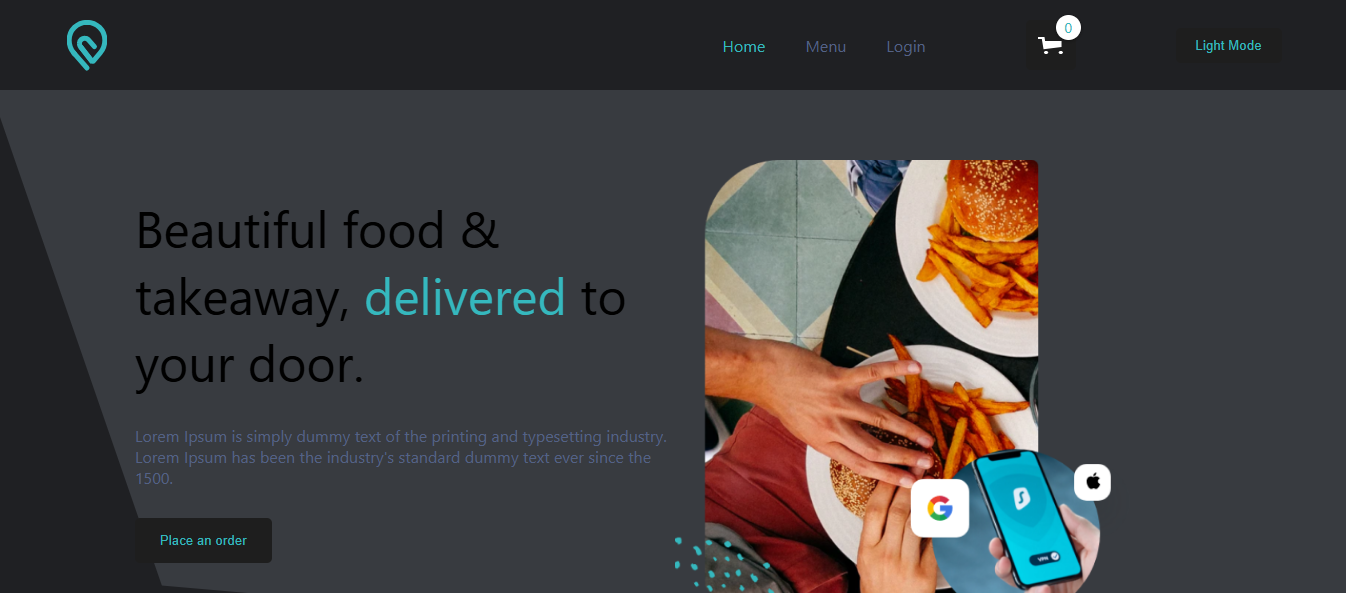 Home Menu Login 0 Light Mode
Beautiful food &
takeaway, delivered to
your door.
Lorem Ipsum is simply dummy text of the printing and typesetting industry.
Lorem Ipsum has been the industry's standard dummy text ever since the
1500.
Place an order
G
S
VPN